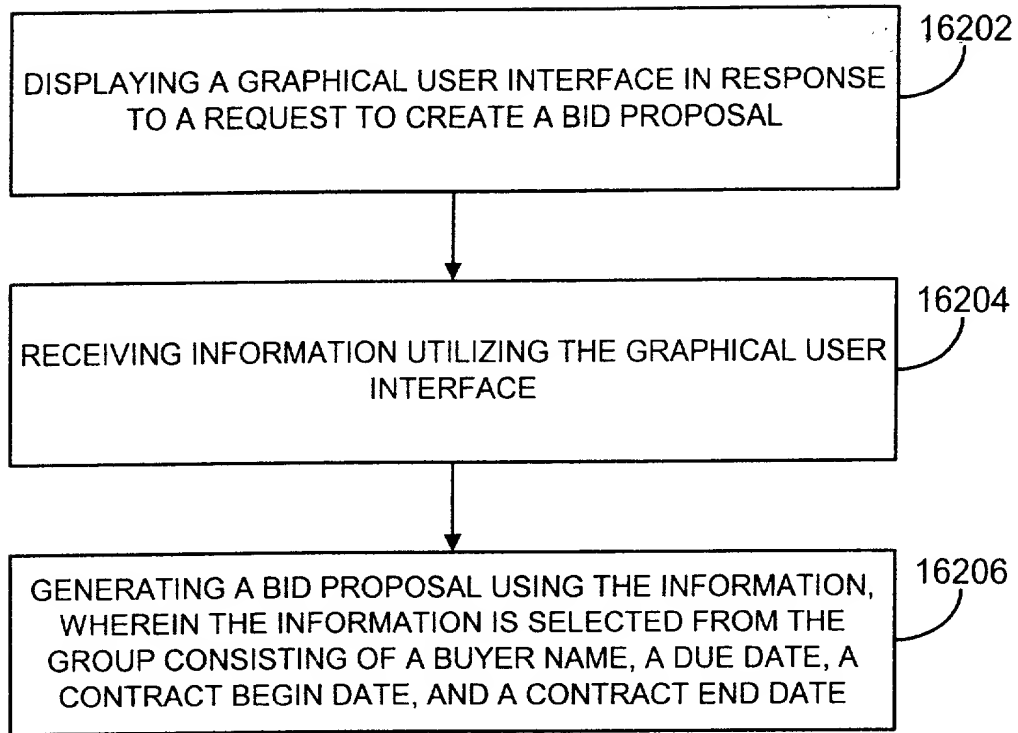 16202
DISPLAYING A GRAPHICAL USER INTERFACE IN RESPONSE
TO A REQUEST TO CREATE A BID PROPOSAL
16204
RECEIVING INFORMATION UTILIZING THE GRAPHICAL USER
INTERFACE
16206
GENERATING A BID PROPOSAL USING THE INFORMATION,
WHEREIN THE INFORMATION IS SELECTED FROM THE
GROUP CONSISTING OF A BUYER NAME, A DUE DATE, A
CONTRACT BEGIN DATE, AND A CONTRACT END DATE